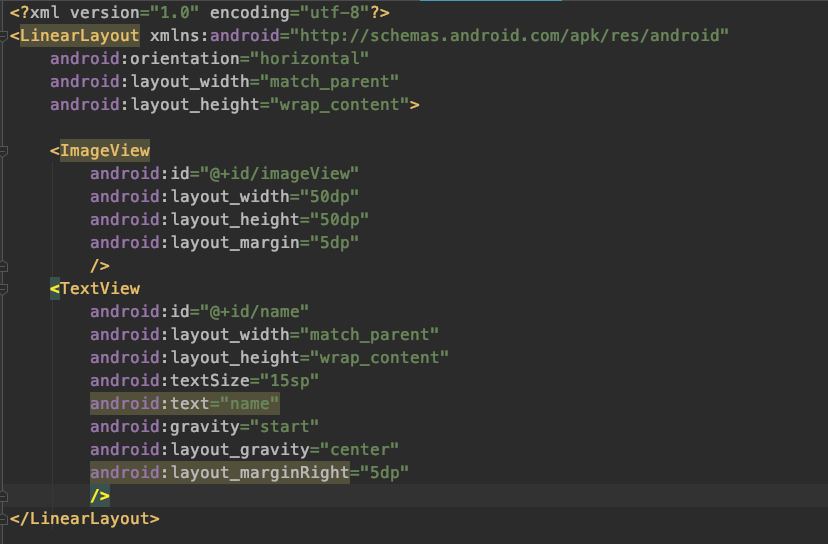 <?xml version="1.0" encoding="utf-8"?>
<LinearLayout xmlns:android="http://schemas.android.com/apk/res/android"
    android:orientation="horizontal"
    android:layout_width="match_parent"
    android:layout_height="wrap_content">

    <ImageView
        android:id="@+id/imageView"
        android:layout_width="50dp"
        android:layout_height="50dp"
        android:layout_margin="5dp"
        />
    <TextView
        android:id="@+id/name"
        android:layout_width="match_parent"
        android:layout_height="wrap_content"
        android:textSize="15sp"
        android:text="name"
        android:gravity="start"
        android:layout_gravity="center"
        android:layout_marginRight="5dp"
        />
</LinearLayout>